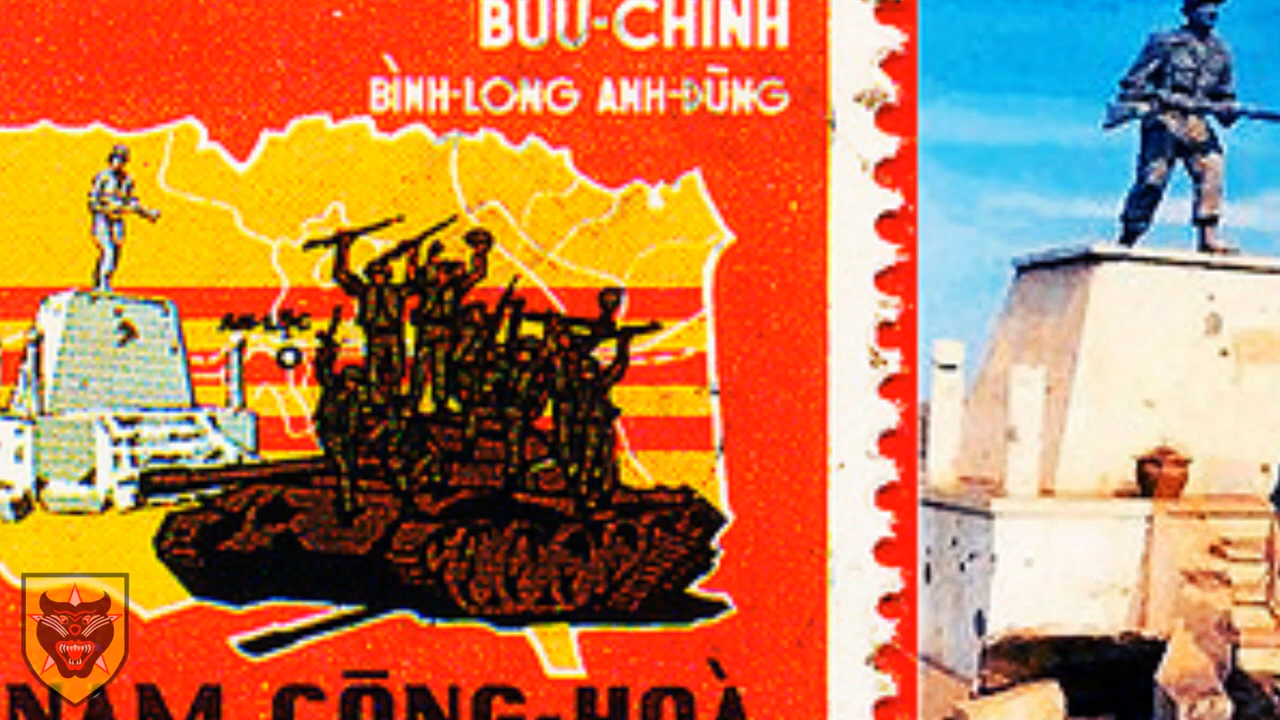 BƯU-CHÍNH
BÌNH-LONG ANH-DŨNG
AN-LỘC
NAM CỘNG-HOÀ